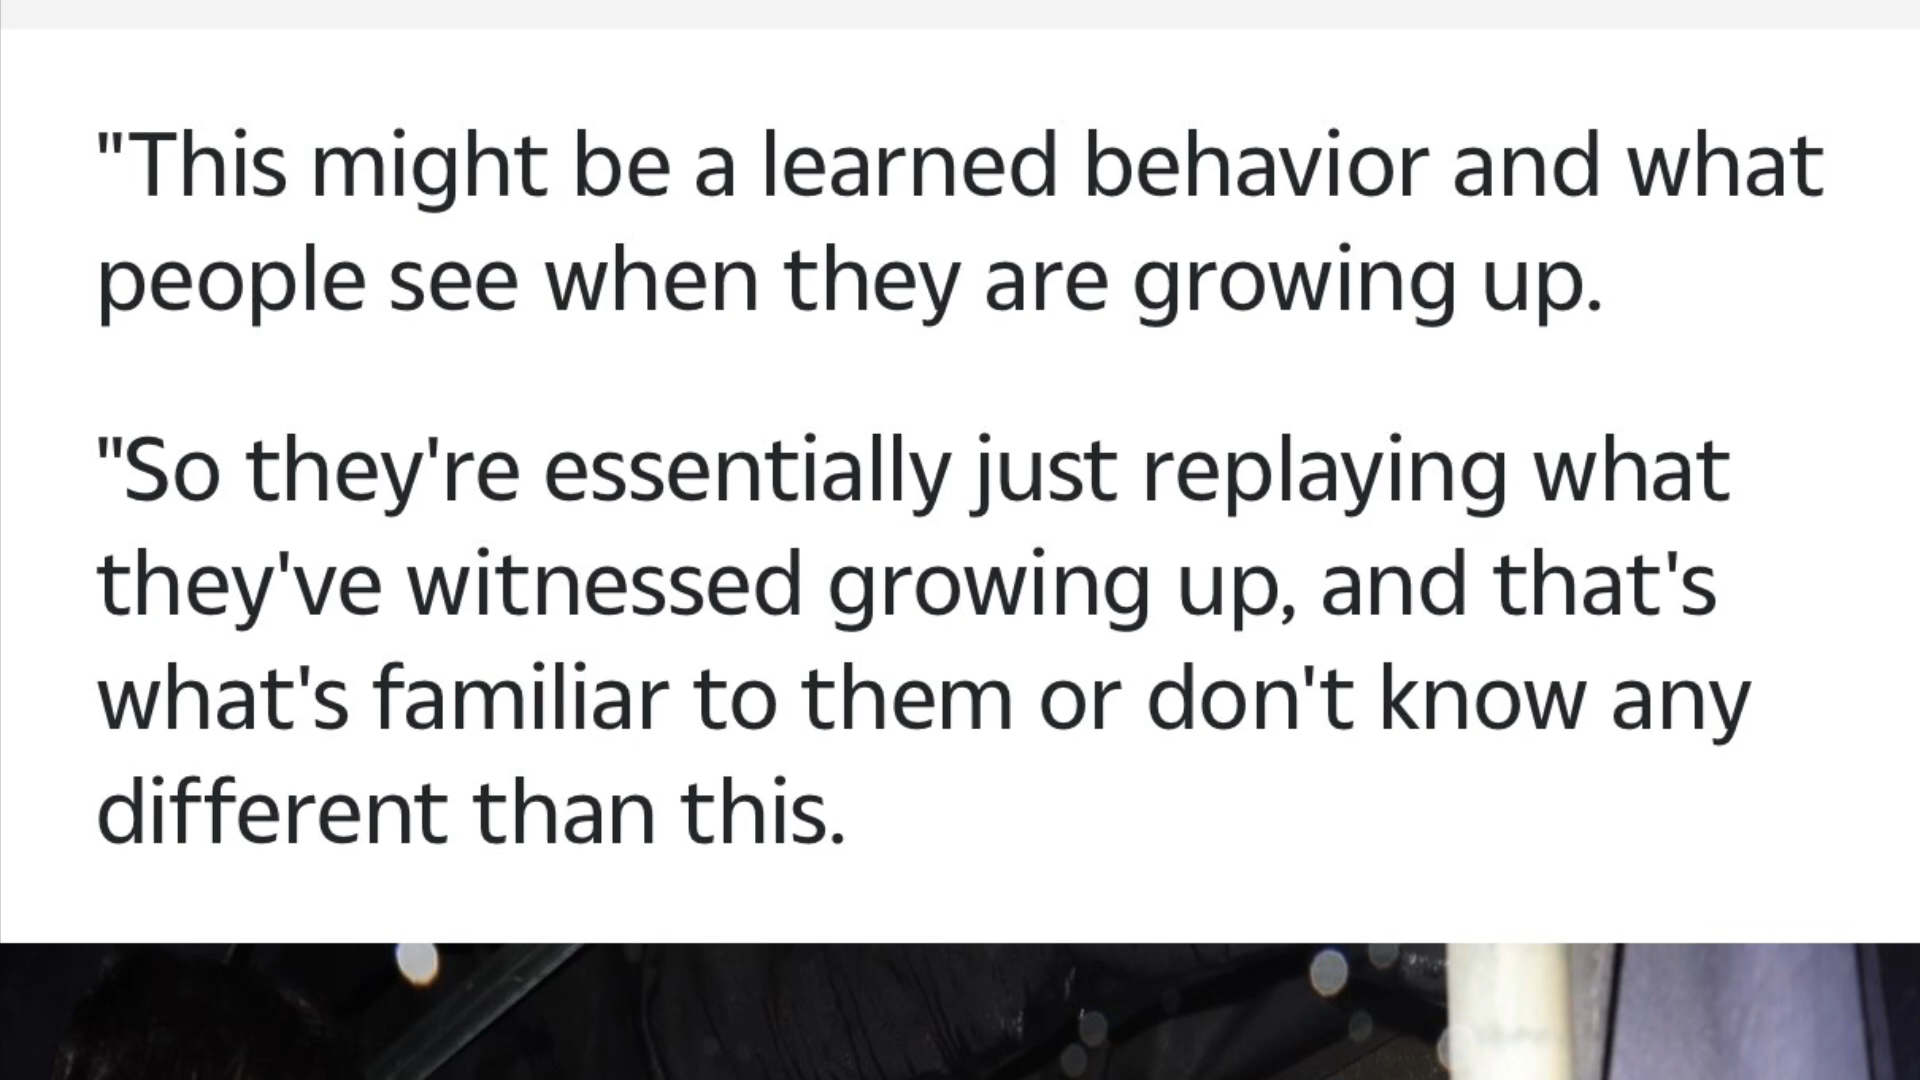 "This might be a learned behavior and what
people see when they are growing up.
"So they're essentially just replaying what
they've witnessed growing up, and that's
what's familiar to them or don't know any
different than this.